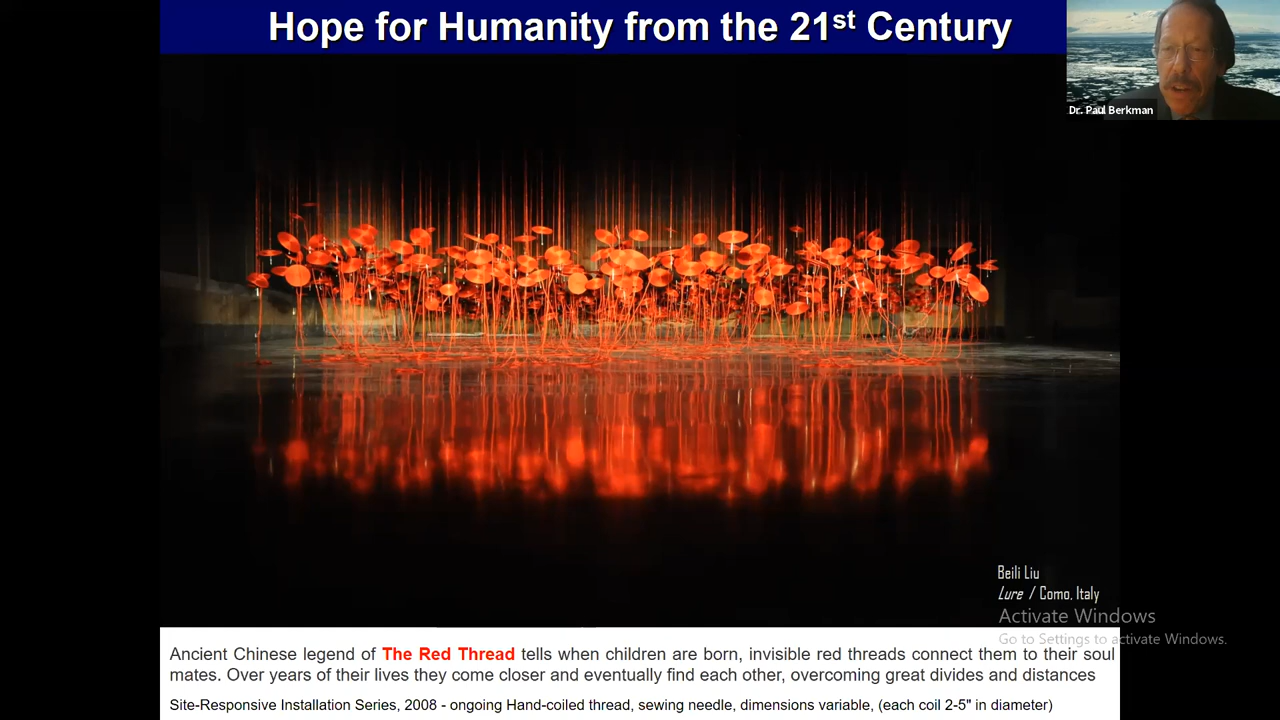 Hope for Humanity from the 21st Century
Dr. Paul Berkman
Beili Liu
Lure / Como, Italy
Activate Windows
Go to Settings to activate Windows.
Ancient Chinese legend of The Red Thread tells when children are born, invisible red threads connect them to their soul
mates. Over years of their lives they come closer and eventually find each other, overcoming great divides and distances
Site-Responsive Installation Series, 2008 - ongoing Hand-coiled thread, sewing needle, dimensions variable, (each coil 2-5" in diameter)